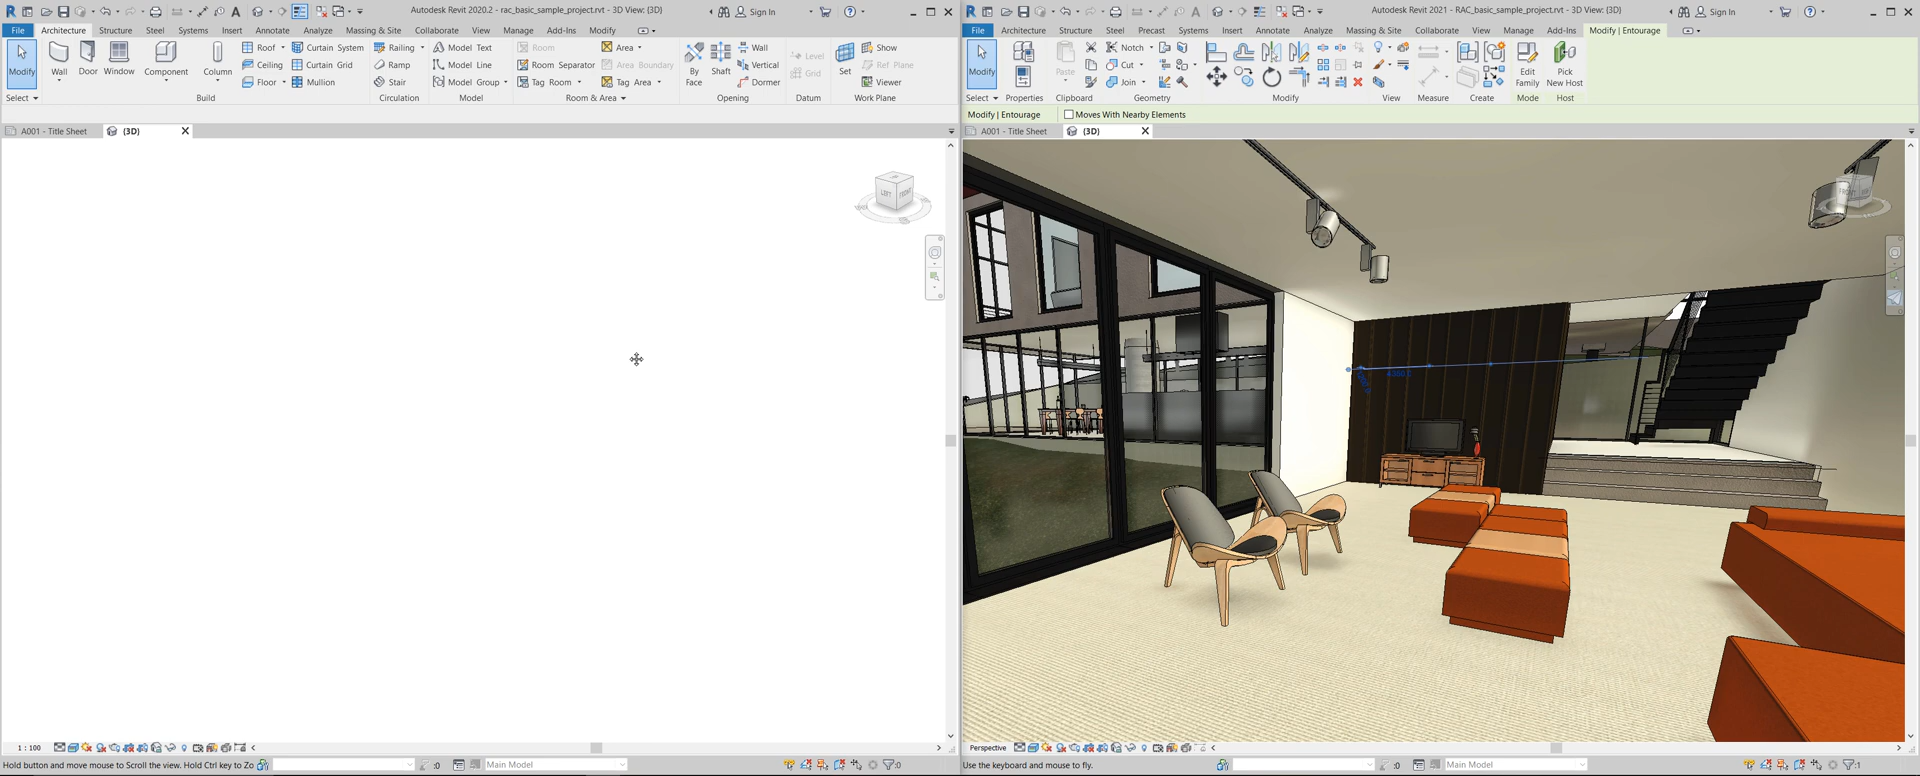 Autodesk Revit 2020.2 - rac_basic_sample_project.rvt - 3D View: {3D}
Sign In
File Architecture Structure Steel Systems Insert Annotate Analyze Massing & Site Collaborate View Manage Add-Ins Modify
Modify
Wall
Door
Window
Component
Column
Roof
Ceiling
Floor
Curtain System
Curtain Grid
Mullion
Railing
Ramp
Stair
Model Text
Model Line
Model Group
Room
Room Separator
Tag Room
Area
Area Boundary
Tag Area
By Face
Shaft
Wall
Vertical
Dormer
Level
Grid
Set
Show
Ref Plane
Viewer
Select Build Circulation Model Room & Area Opening Datum Work Plane
A001 - Title Sheet
{3D}
LEFT FRONT
1 : 100
Hold button and move mouse to Scroll the view. Hold Ctrl key to Zo
:0
Main Model
:0
Autodesk Revit 2021 - RAC_basic_sample_project.rvt - 3D View: {3D}
Sign In
File Architecture Structure Steel Precast Systems Insert Annotate Analyze Massing & Site Collaborate View Manage Add-Ins Modify | Entourage
Modify
Paste
Notch
Cut
Join
Edit Family
Pick New Host
Select Properties Clipboard Geometry Modify View Measure Create Mode Host
Modify | Entourage
Moves With Nearby Elements
A001 - Title Sheet
{3D}
Perspective
Use the keyboard and mouse to fly.
:0
Main Model
:1